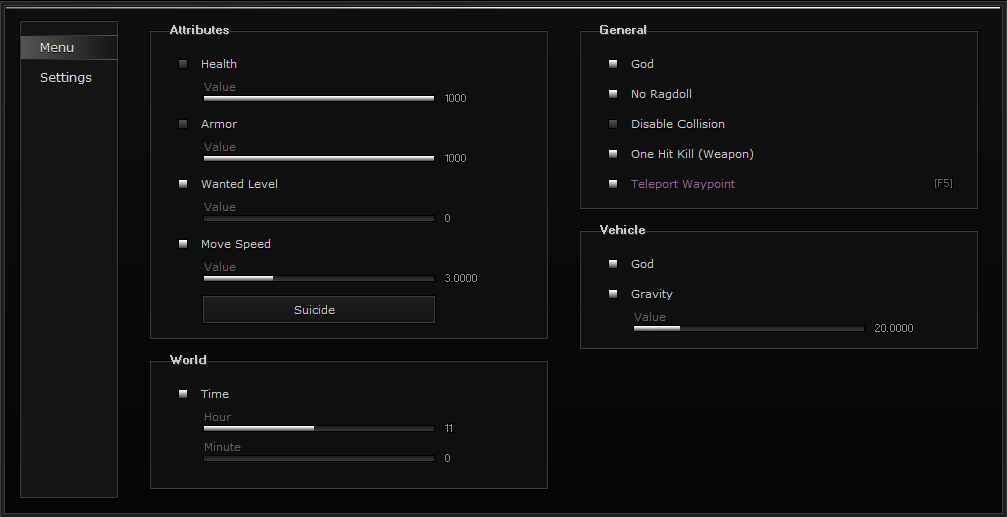 Menu
Settings
Attributes
Health
Value
1000
Armor
Value
1000
Wanted Level
Value
0
Move Speed
Value
3.0000
Suicide
World
Time
Hour
11
Minute
0
General
God
No Ragdoll
Disable Collision
One Hit Kill (Weapon)
Teleport Waypoint [F5]
Vehicle
God
Gravity
Value
20.0000